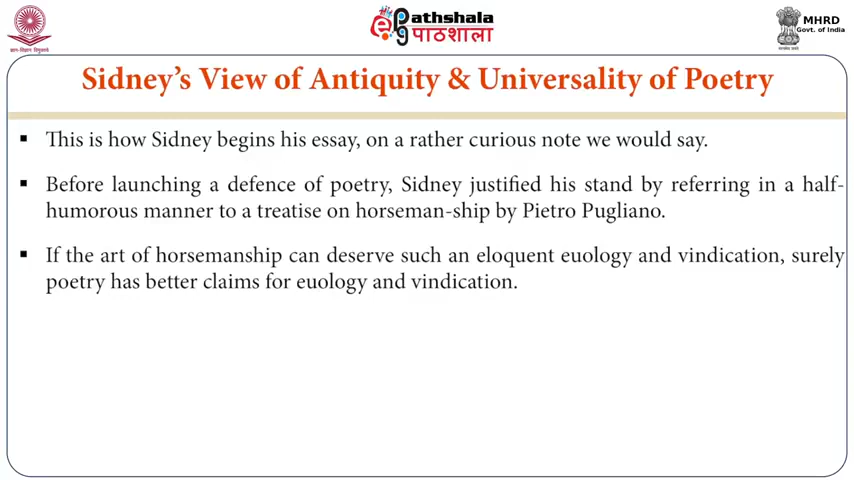 ज्ञान-विज्ञान विमुक्तये
ePgathshala
पाठशाला
MHRD
Govt. of India
Sidney's View of Antiquity & Universality of Poetry
▪ This is how Sidney begins his essay, on a rather curious note we would say.
▪ Before launching a defence of poetry, Sidney justified his stand by referring in a half-
humorous manner to a treatise on horseman-ship by Pietro Pugliano.
▪ If the art of horsemanship can deserve such an eloquent euology and vindication, surely
poetry has better claims for euology and vindication.